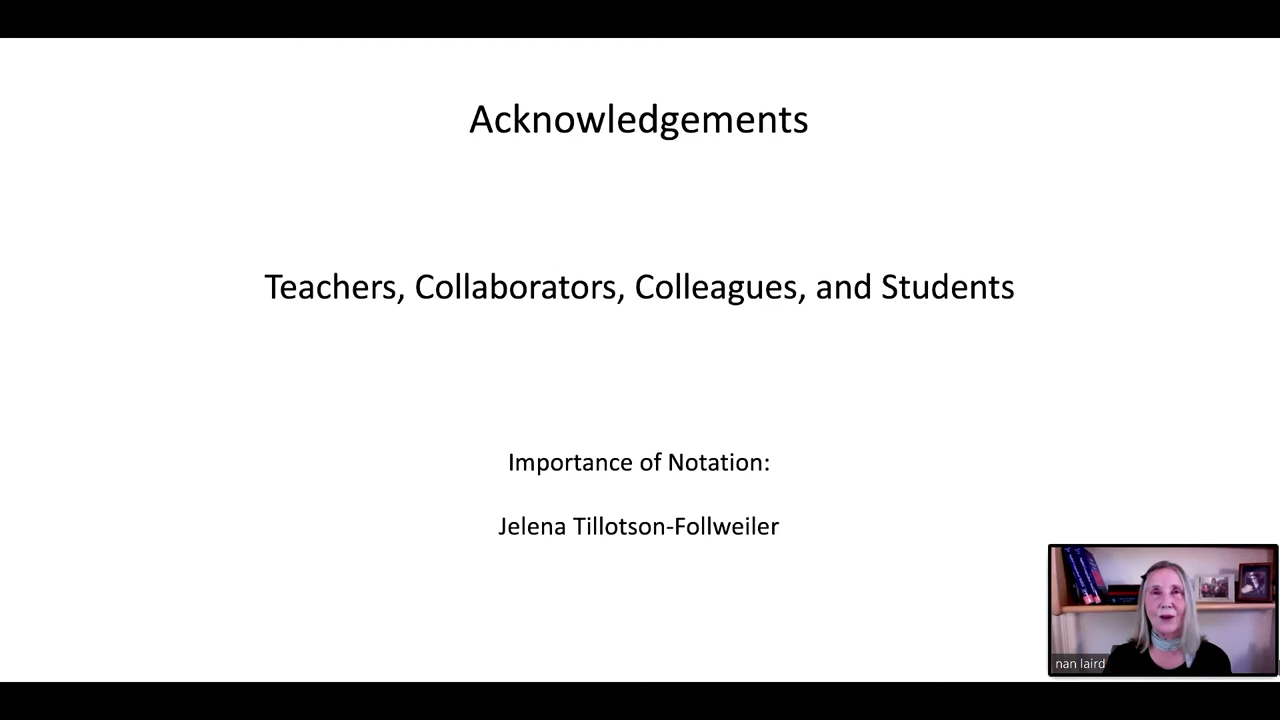 Acknowledgements
Teachers, Collaborators, Colleagues, and Students
Importance of Notation:
Jelena Tillotson-Follweiler
nan laird